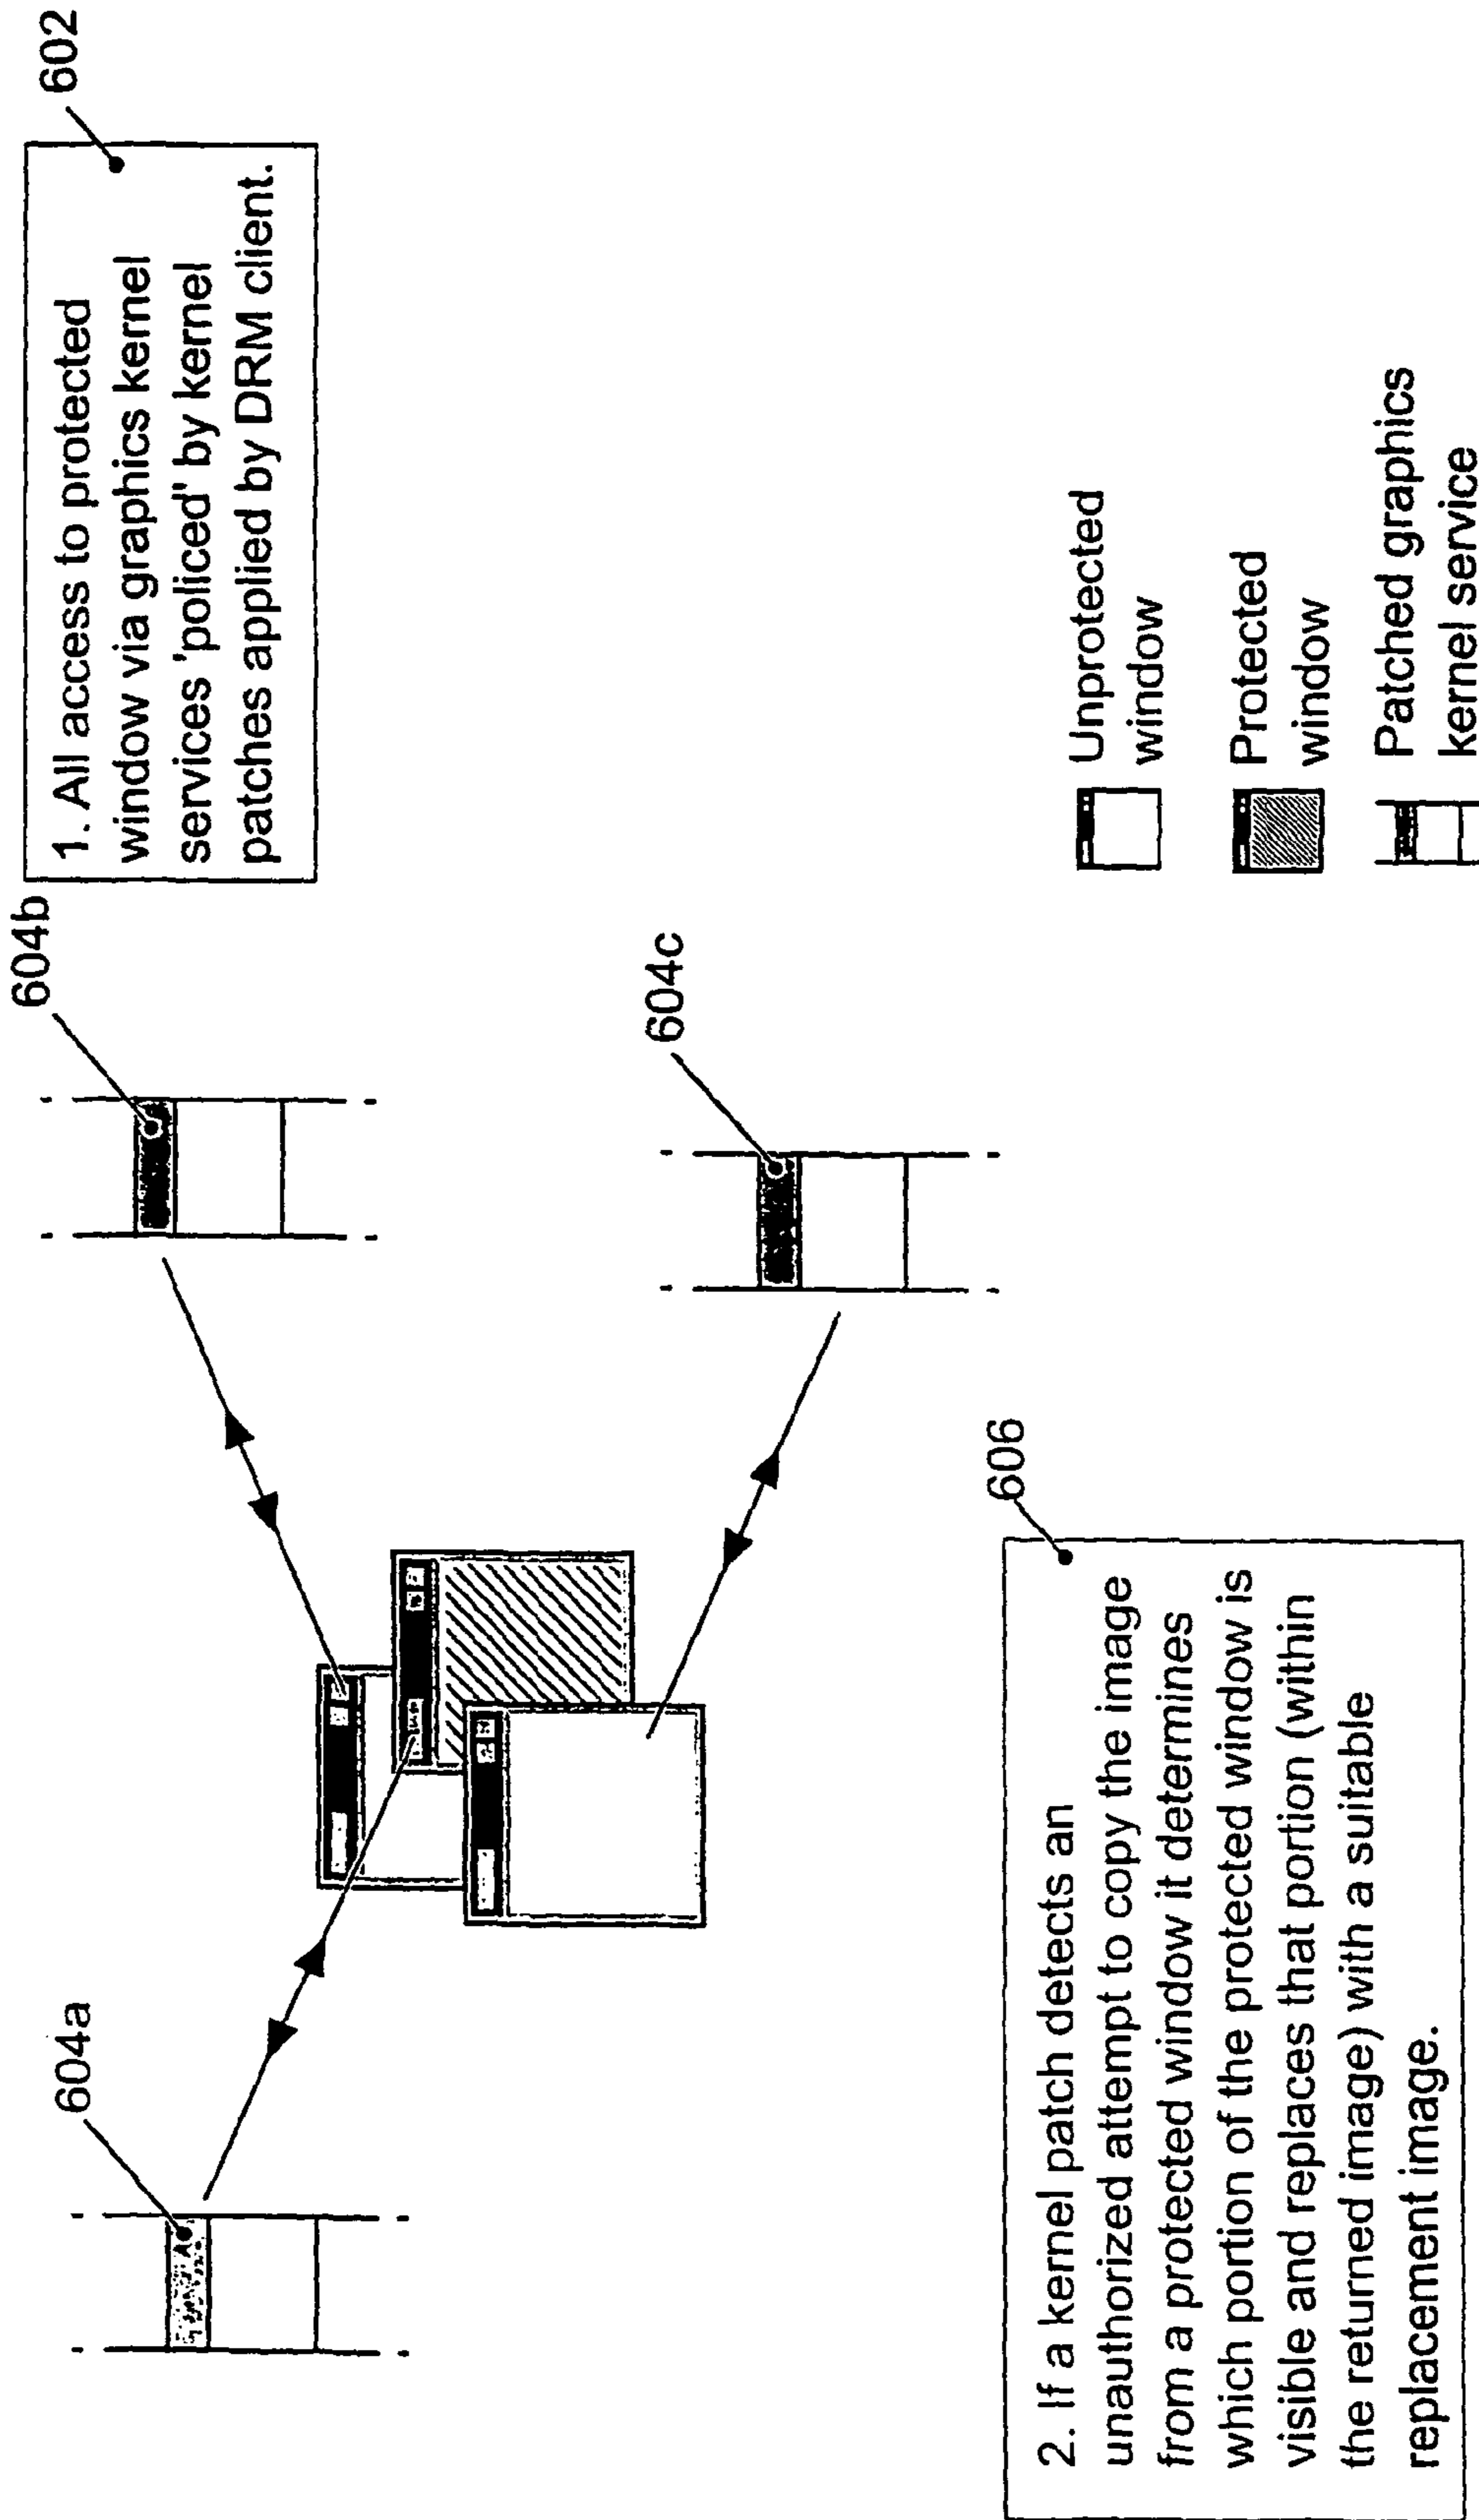 602
1. All access to protected
window via graphics kernel
services 'policed' by kernel
patches applied by DRM client.
604a
604b
604c
606
2. If a kernel patch detects an
unauthorized attempt to copy the image
from a protected window it determines
which portion of the protected window is
visible and replaces that portion (within
the returned image) with a suitable
replacement image.
Unprotected
window
Protected
window
Patched graphics
kernel service